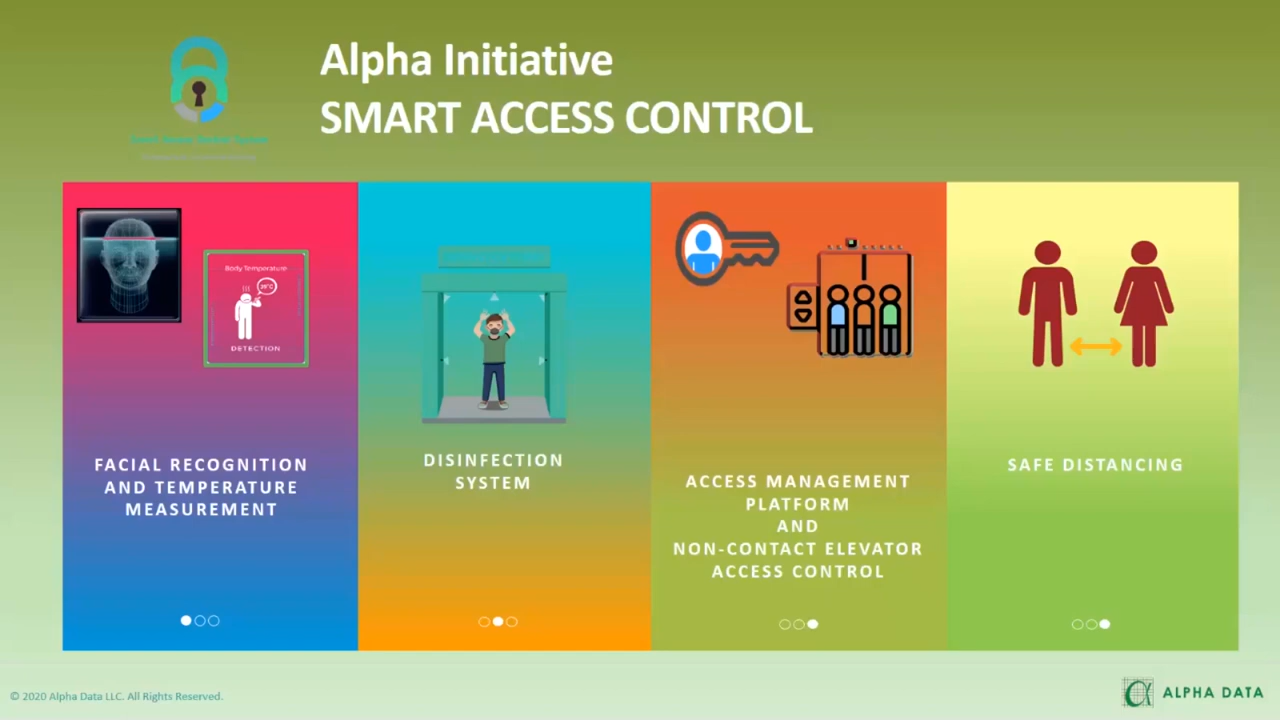 Alpha Initiative
SMART ACCESS CONTROL
Body Temperature
DETECTION
FACIAL RECOGNITION
AND TEMPERATURE
MEASUREMENT
DISINFECTION
SYSTEM
ACCESS MANAGEMENT
PLATFORM
AND
NON-CONTACT ELEVATOR
ACCESS CONTROL
SAFE DISTANCING
© 2020 Alpha Data LLC. All Rights Reserved.
ALPHA DATA